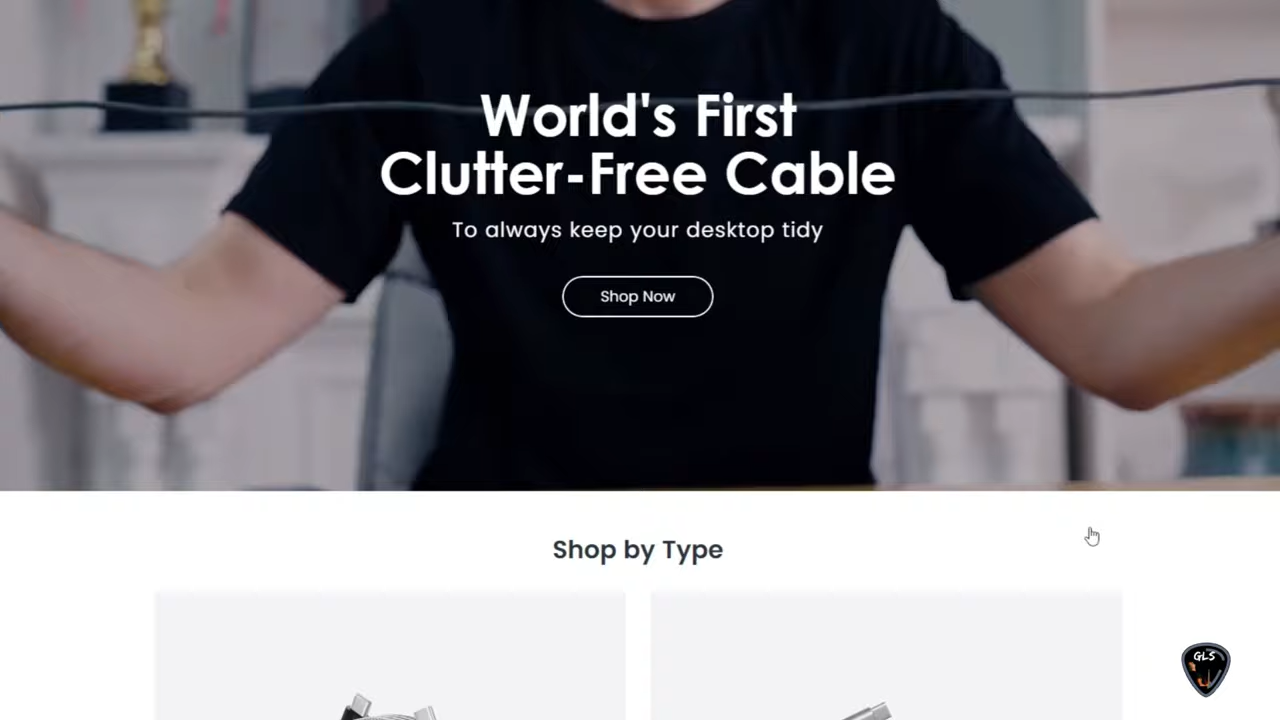 World's First
Clutter-Free Cable
To always keep your desktop tidy
Shop Now
Shop by Type
GLS